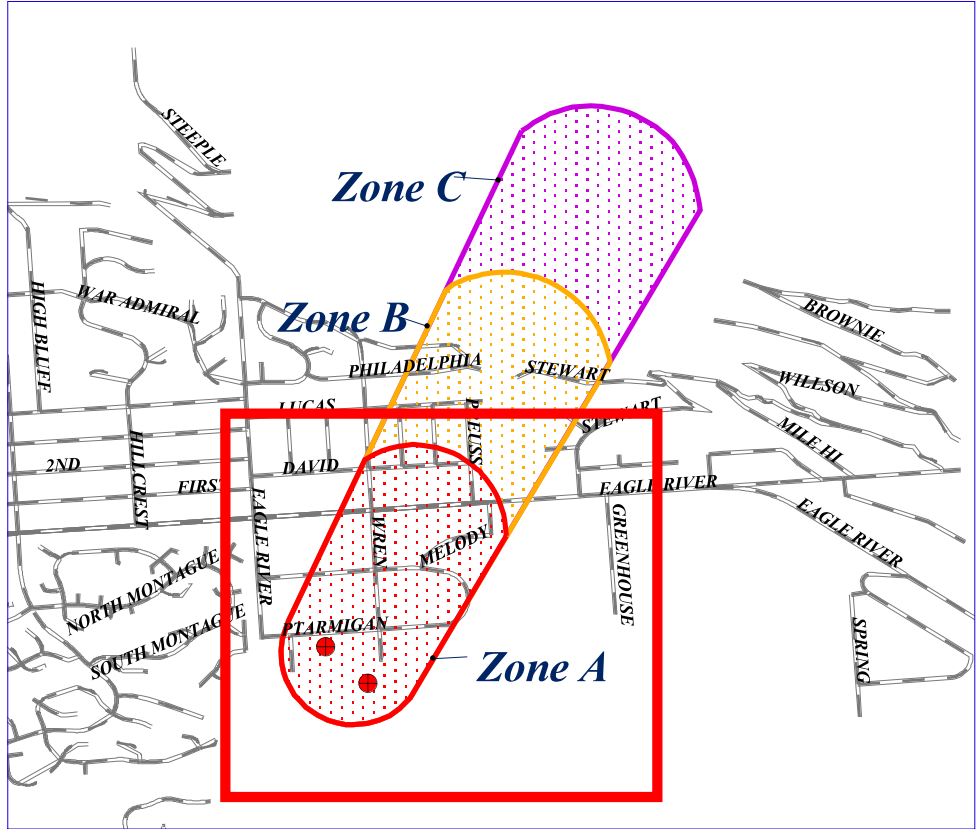 STEEPLE
Zone C
HIGH BLUFF
WAR ADMIRAL
Zone B
BROWNIE
PHILADELPHIA
STEWART
WILLSON
LUCAS
PEUSS
STEWART
MILE HI
2ND
HILLCREST
DAVID
FIRST
EAGLE RIVER
EAGLE RIVER
EAGLE RIVER
WREN
MELODY
GREENHOUSE
NORTH MONTAGUE
SOUTH MONTAGUE
PTARMIGAN
SPRING
Zone A